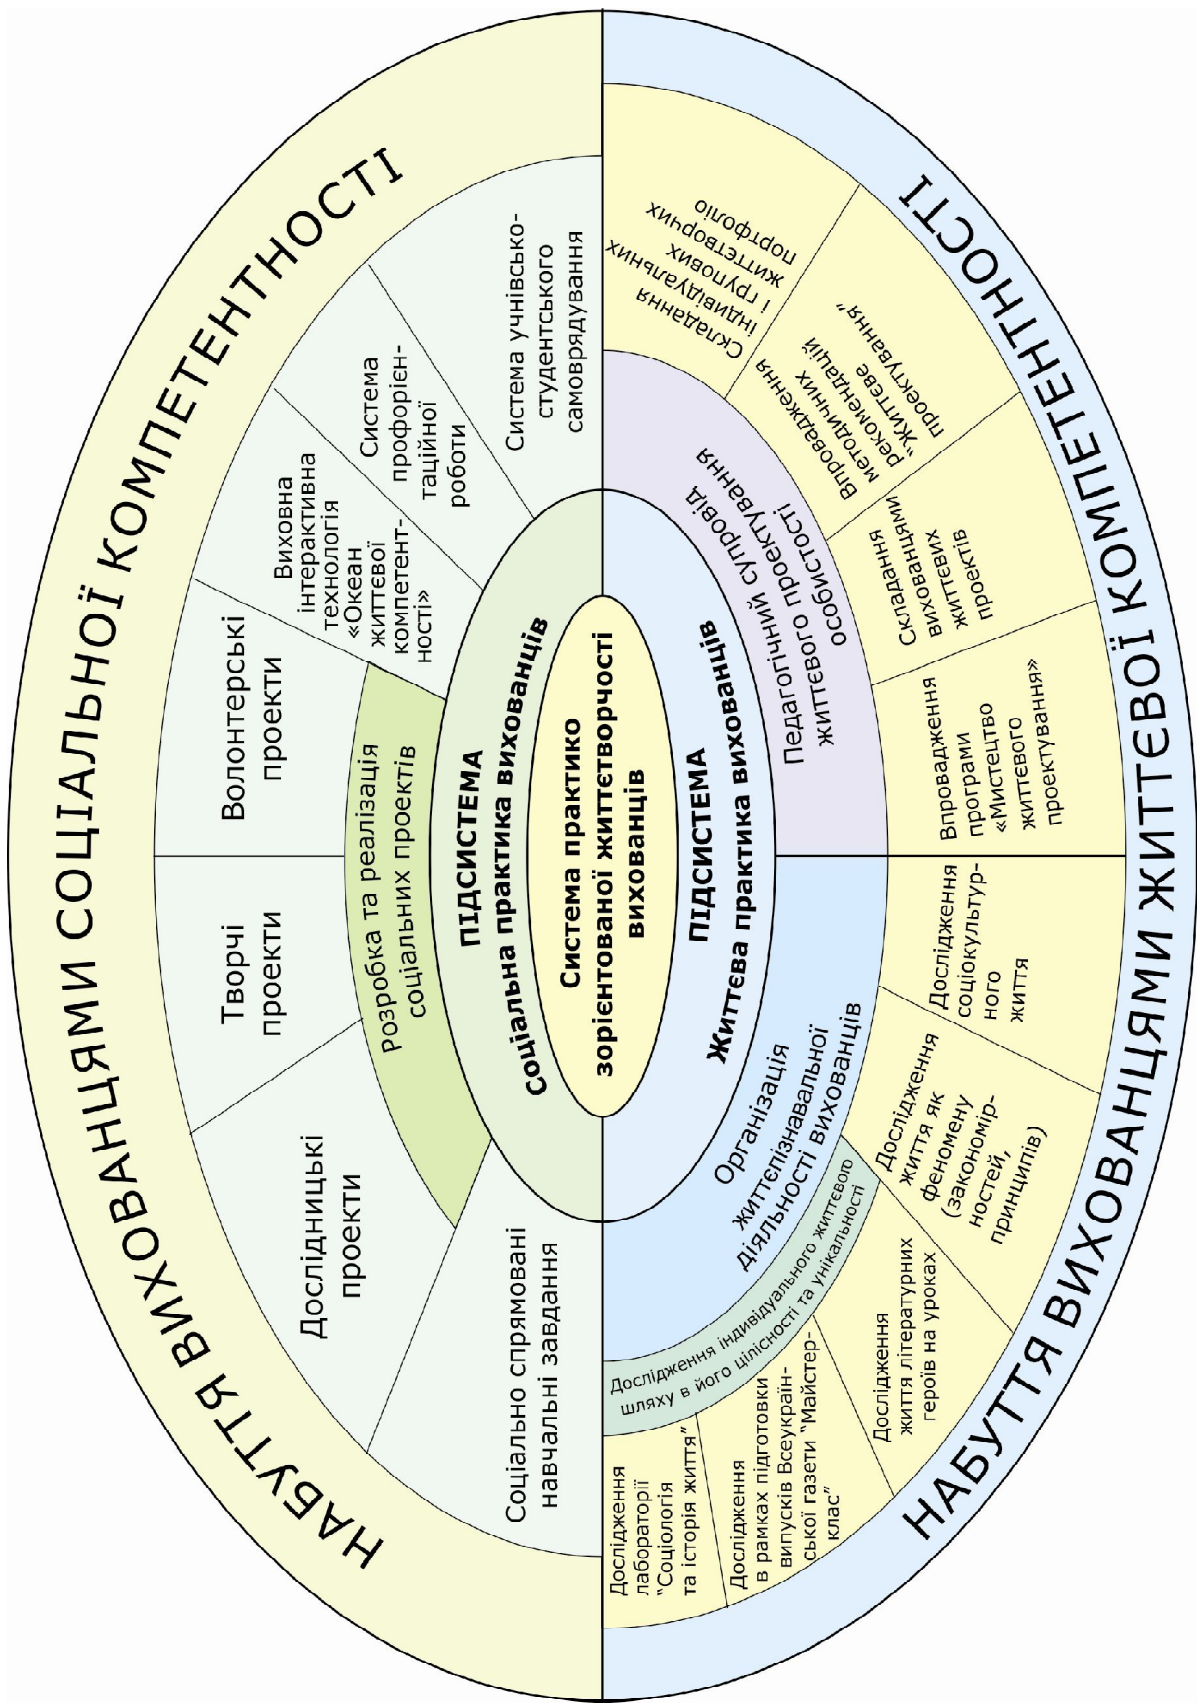 НАБУТТЯ ВИХОВАНЦЯМИ СОЦІАЛЬНОЇ КОМПЕТЕНТНОСТІ
Соціально спрямовані
навчальні завдання
Дослідницькі
проекти
Творчі
проекти
Волонтерські
проекти
Виховна
інтерактивна
технологія
«Океан
життєвої
компетент-
ності»
Система
профорієн-
таційної
роботи
Система учнівсько-
студентського
самоврядування
Розробка та реалізація
соціальних проектів
ПІДСИСТЕМА
Соціальна практика вихованців
Система практико
зорієнтованої життєтворчості
вихованців
ПІДСИСТЕМА
Життєва практика вихованців
Організація
життєпізнавальної
діяльності вихованців
Педагогічний супровід
життєвого проектування
особистості
Дослідження індивідуального життєвого
шляху в його цілісності та унікальності
Дослідження
лабораторії
"Соціологія
та історія життя"
Дослідження
в рамках підготовки
випусків Всеукраїн-
ської газети "Майстер-
клас"
Дослідження
життя літературних
героїв на уроках
Дослідження
життя як
феномену
(закономір-
ностей,
принципів)
Дослідження
соціокультур-
ного
життя
Впровадження
програми
«Мистецтво
життєвого
проектування»
Складання
вихованцями
життєвих
проектів
Впровадження
методичних
рекомендацій
"Життєве
проектування"
Складання
індивідуальних
і групових
життєтворчих
портфоліо
НАБУТТЯ ВИХОВАНЦЯМИ ЖИТТЄВОЇ КОМПЕТЕНТНОСТІ